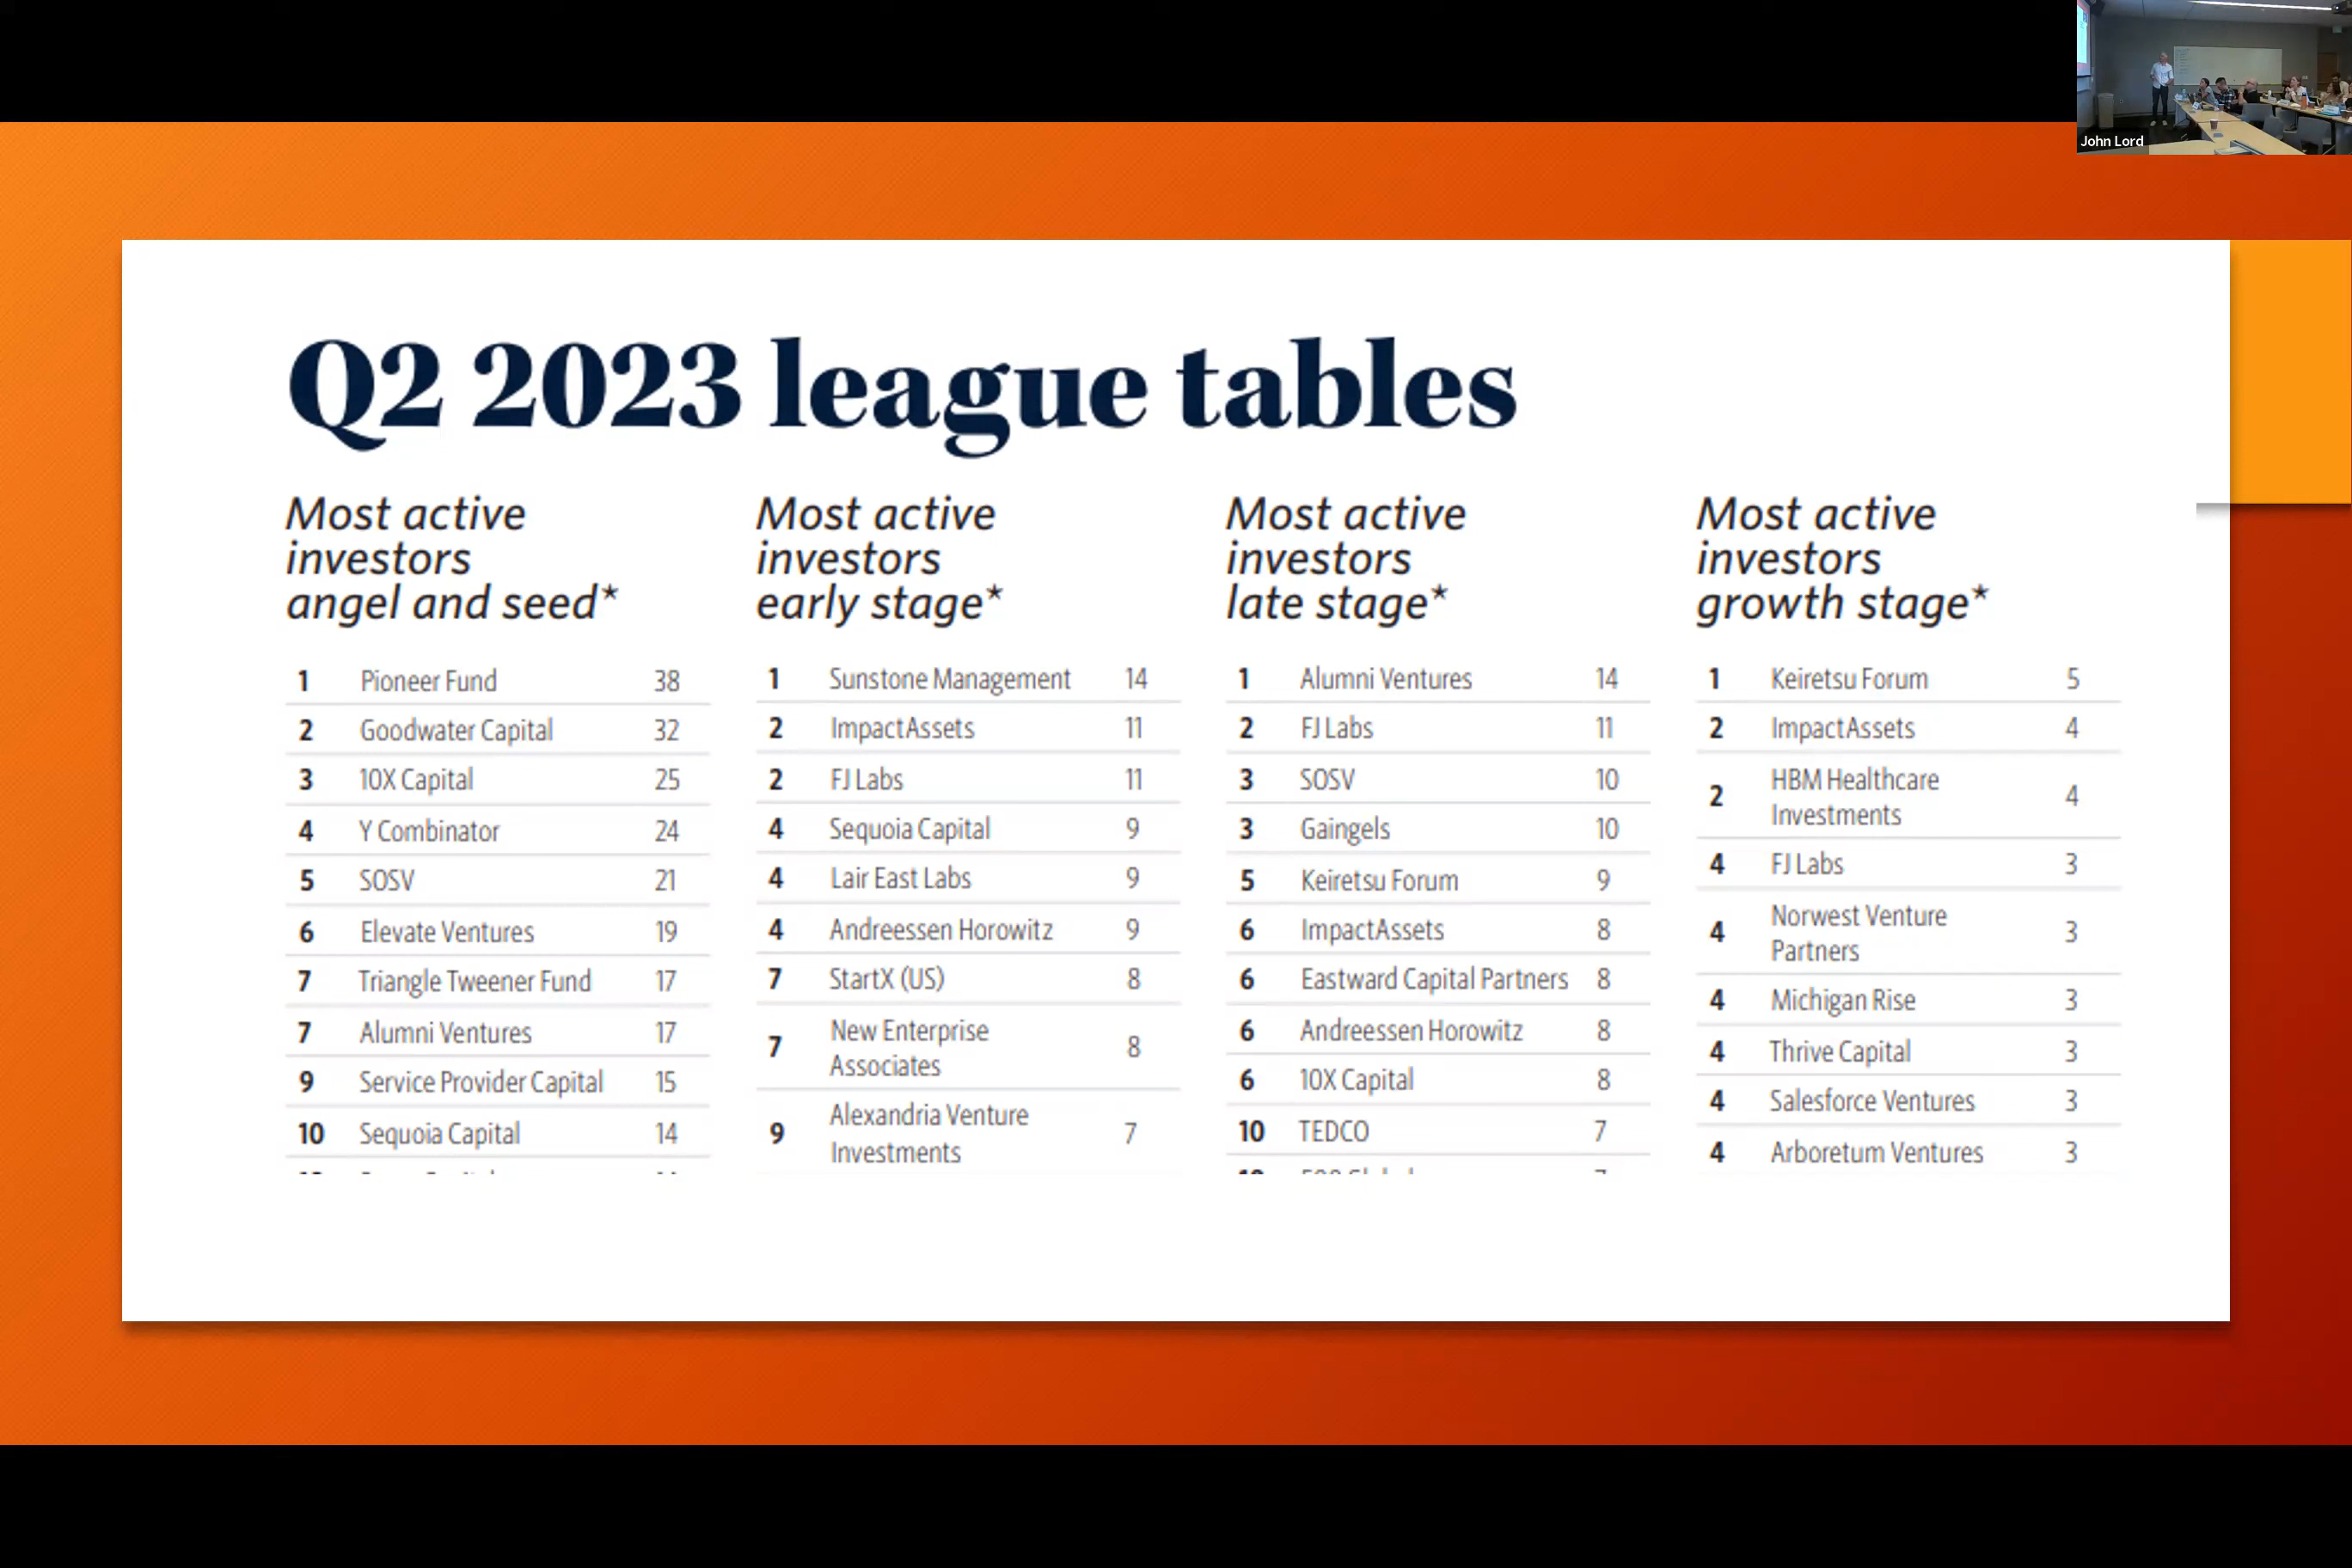 John Lord
Q2 2023 league tables
Most active
investors
angel and seed*
1 Pioneer Fund 38
2 Goodwater Capital 32
3 10X Capital 25
4 Y Combinator 24
5 SOSV 21
6 Elevate Ventures 19
7 Triangle Tweener Fund 17
7 Alumni Ventures 17
9 Service Provider Capital 15
10 Sequoia Capital 14
Most active
investors
early stage*
1 Sunstone Management 14
2 ImpactAssets 11
2 FJ Labs 11
4 Sequoia Capital 9
4 Lair East Labs 9
4 Andreessen Horowitz 9
7 StartX (US) 8
7 New Enterprise
Associates 8
9 Alexandria Venture
Investments 7
Most active
investors
late stage*
1 Alumni Ventures 14
2 FJ Labs 11
3 SOSV 10
3 Gaingels 10
5 Keiretsu Forum 9
6 ImpactAssets 8
6 Eastward Capital Partners 8
6 Andreessen Horowitz 8
6 10X Capital 8
10 TEDCO 7
Most active
investors
growth stage*
1 Keiretsu Forum 5
2 ImpactAssets 4
2 HBM Healthcare
Investments 4
4 FJ Labs 3
4 Norwest Venture
Partners 3
4 Michigan Rise 3
4 Thrive Capital 3
4 Salesforce Ventures 3
4 Arboretum Ventures 3